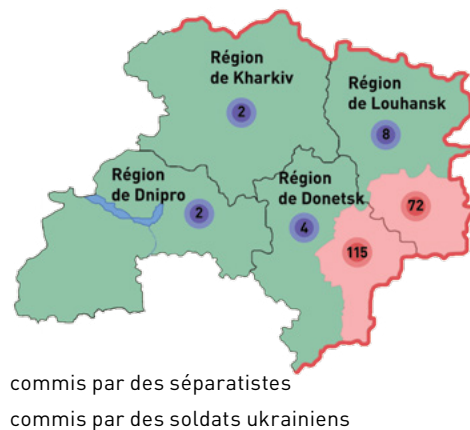 Région
de Kharkiv
2
Région
de Louhansk
8
Région
de Dnipro
2
Région
de Donetsk
4
72
115
commis par des séparatistes
commis par des soldats ukrainiens